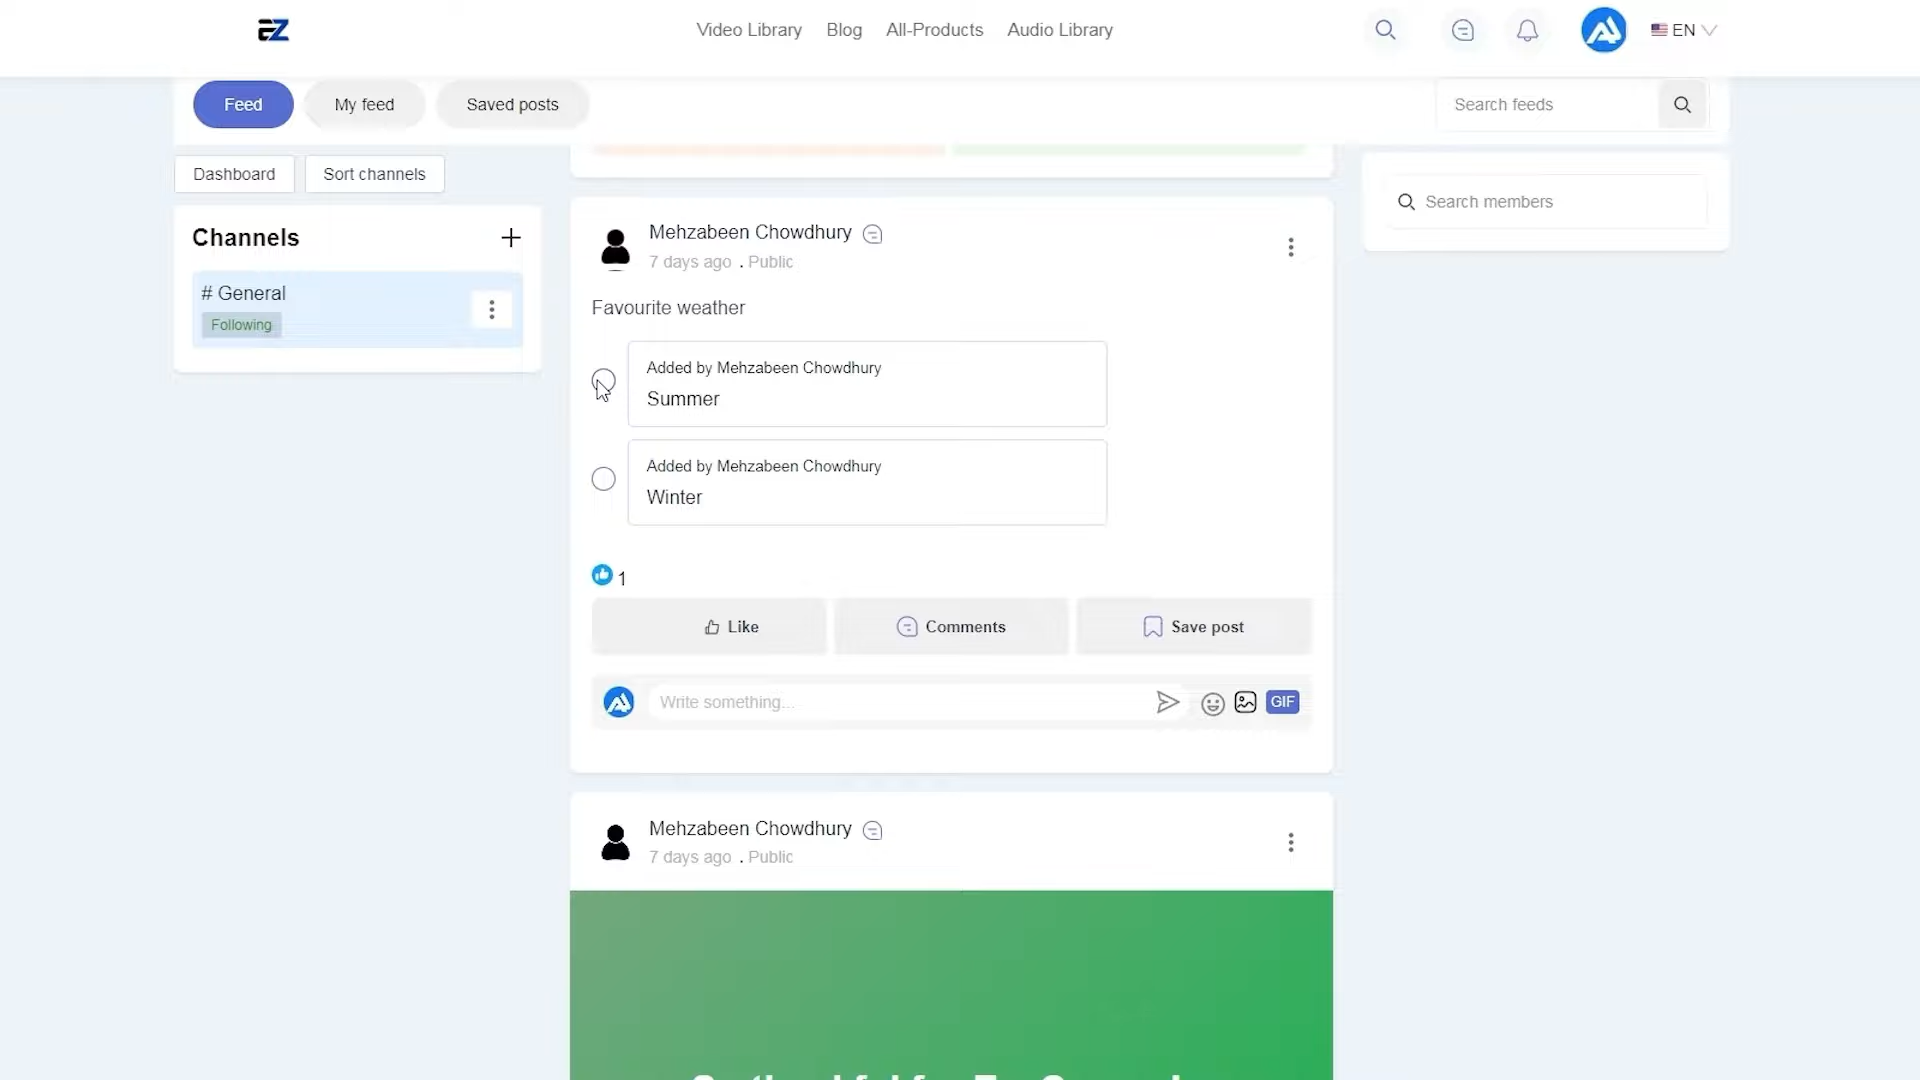 EZ
Video Library Blog All-Products Audio Library
EN
Feed My feed Saved posts
Search feeds
Dashboard Sort channels
Channels
# General
Following
Search members
Mehzabeen Chowdhury
7 days ago . Public
Favourite weather
Added by Mehzabeen Chowdhury
Summer
Added by Mehzabeen Chowdhury
Winter
1
Like Comments Save post
Write something...
GIF
Mehzabeen Chowdhury
7 days ago . Public